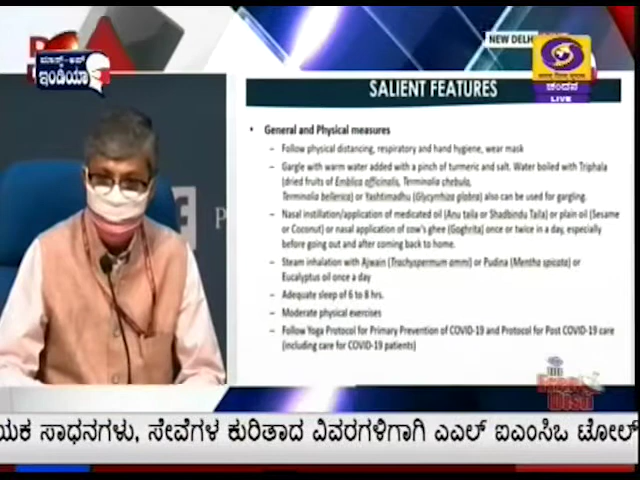 NEW DELHI
ಮಾಸ್ಕ್-ಅಪ್
ಇಂಡಿಯಾ
ಚಂದನ
LIVE
SALIENT FEATURES
• General and Physical measures
– Follow physical distancing, respiratory and hand hygiene, wear mask
– Gargle with warm water added with a pinch of turmeric and salt. Water boiled with Triphala
(dried fruits of Emblica officinalis, Terminalia chebula,
Terminalia bellerica) or Yashtimadhu (Glycyrrhiza glabra) also can be used for gargling.
– Nasal instillation/application of medicated oil (Anu taila or Shadbindu Taila) or plain oil (Sesame
or Coconut) or nasal application of cow's ghee (Goghrita) once or twice in a day, especially
before going out and after coming back to home.
– Steam inhalation with Ajwain (Trachyspermum ammi) or Pudina (Mentha spicata) or
Eucalyptus oil once a day
– Adequate sleep of 6 to 8 hrs.
– Moderate physical exercises
– Follow Yoga Protocol for Primary Prevention of COVID-19 and Protocol for Post COVID-19 care
(including care for COVID-19 patients)
DD
Free
Dish
ಯಕ ಸಾಧನಗಳು, ಸೇವೆಗಳ ಕುರಿತಾದ ವಿವರಗಳಿಗಾಗಿ ಎಎಲ್ ಐಎಂಸಿಒ ಟೋಲ್